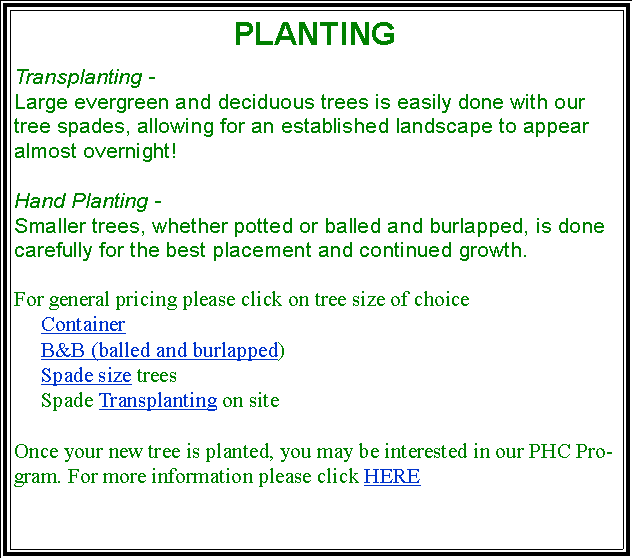 PLANTING
Transplanting -
Large evergreen and deciduous trees is easily done with our
tree spades, allowing for an established landscape to appear
almost overnight!
Hand Planting -
Smaller trees, whether potted or balled and burlapped, is done
carefully for the best placement and continued growth.
For general pricing please click on tree size of choice
Container
B&B (balled and burlapped)
Spade size trees
Spade Transplanting on site
Once your new tree is planted, you may be interested in our PHC Pro-
gram. For more information please click HERE